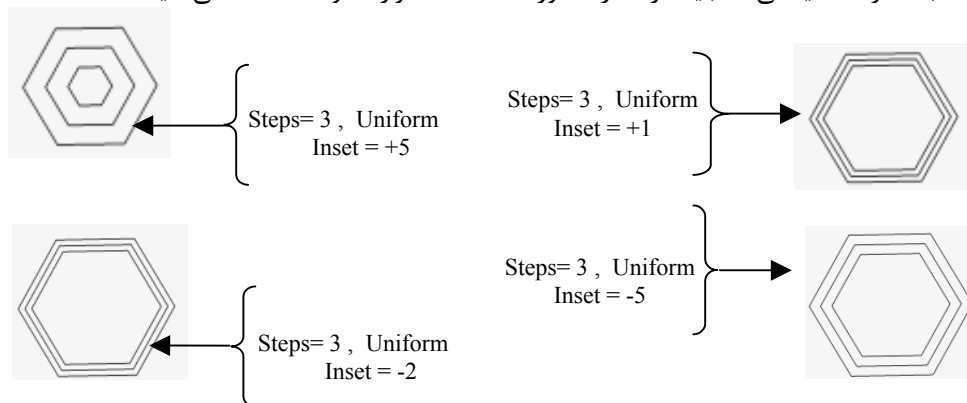 Steps= 3 , Uniform
Inset = +5
Steps= 3 , Uniform
Inset = +1
Steps= 3 , Uniform
Inset = -2
Steps= 3 , Uniform
Inset = -5